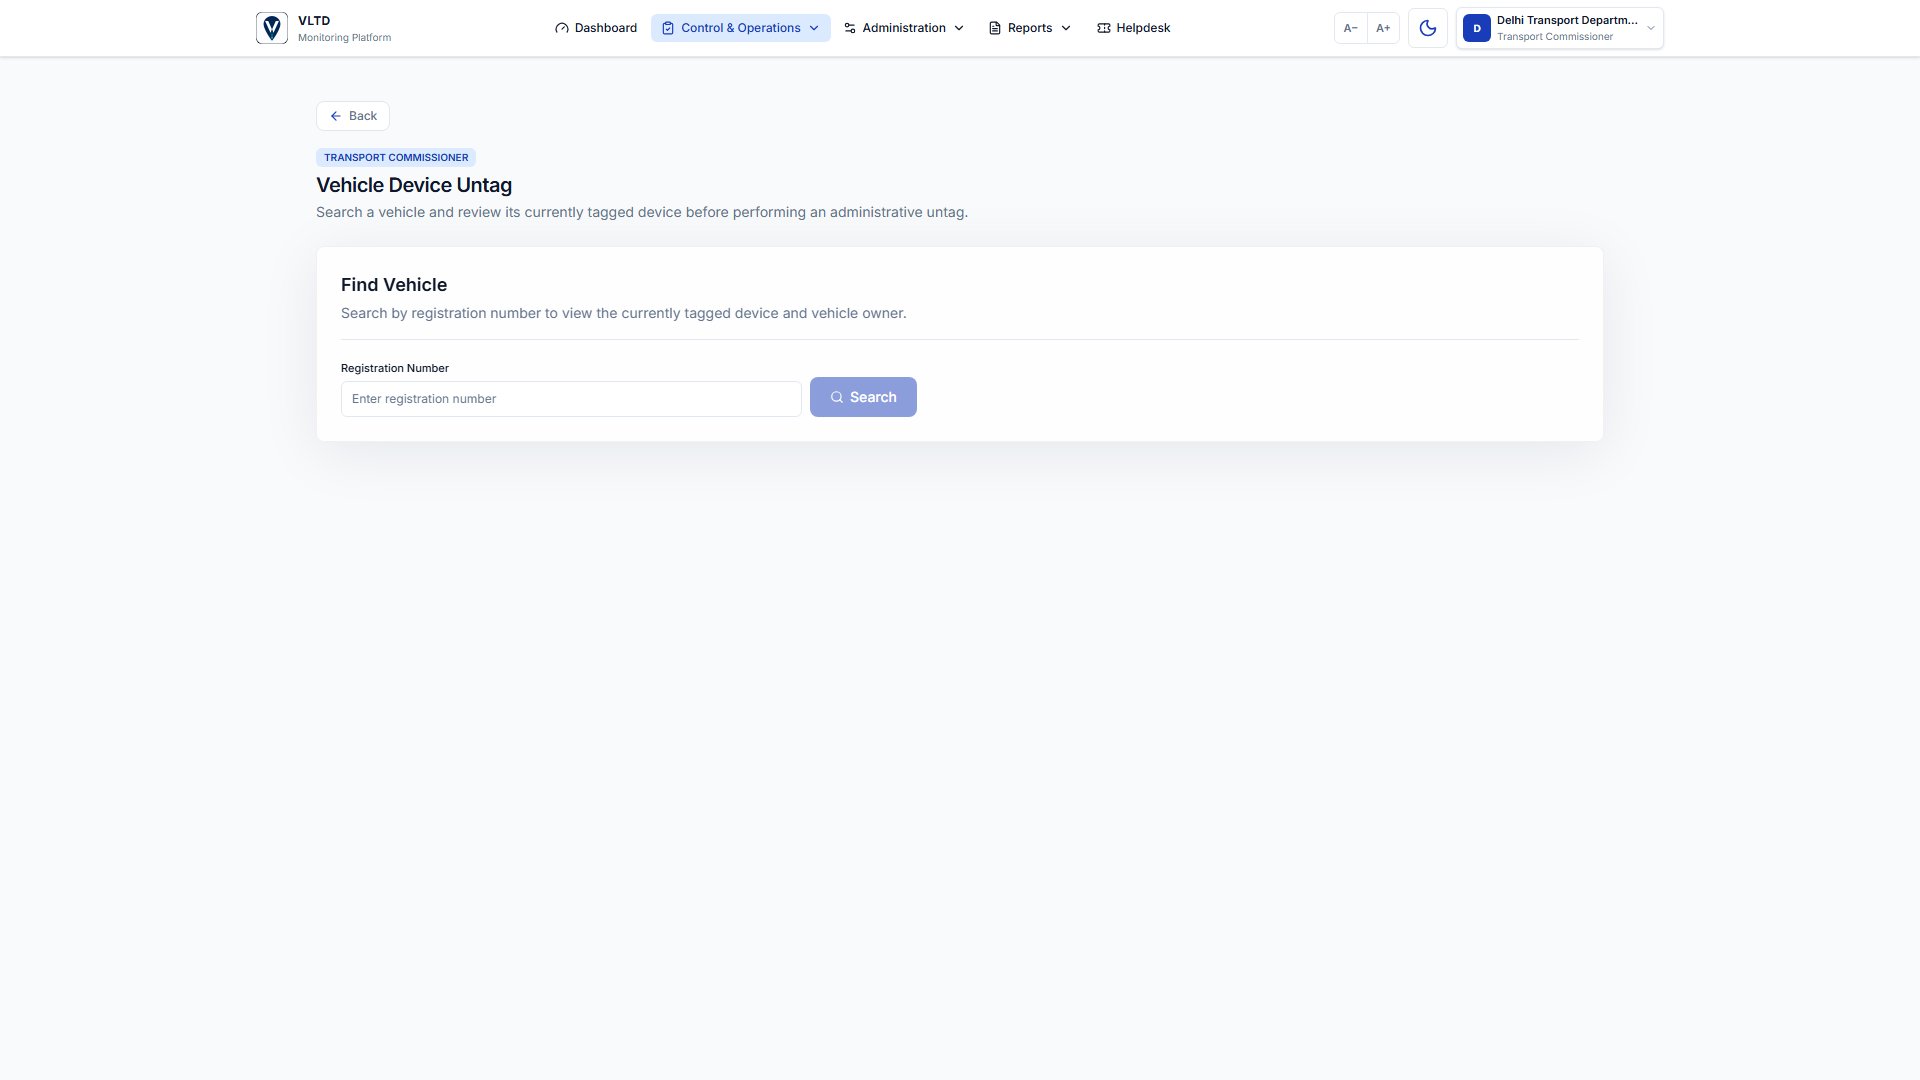 VLTD
Monitoring Platform
Dashboard
Control & Operations
Administration
Reports
Helpdesk
A−
A+
D
Delhi Transport Departm...
Transport Commissioner
Back
TRANSPORT COMMISSIONER
Vehicle Device Untag
Search a vehicle and review its currently tagged device before performing an administrative untag.
Find Vehicle
Search by registration number to view the currently tagged device and vehicle owner.
Registration Number
Enter registration number
Search